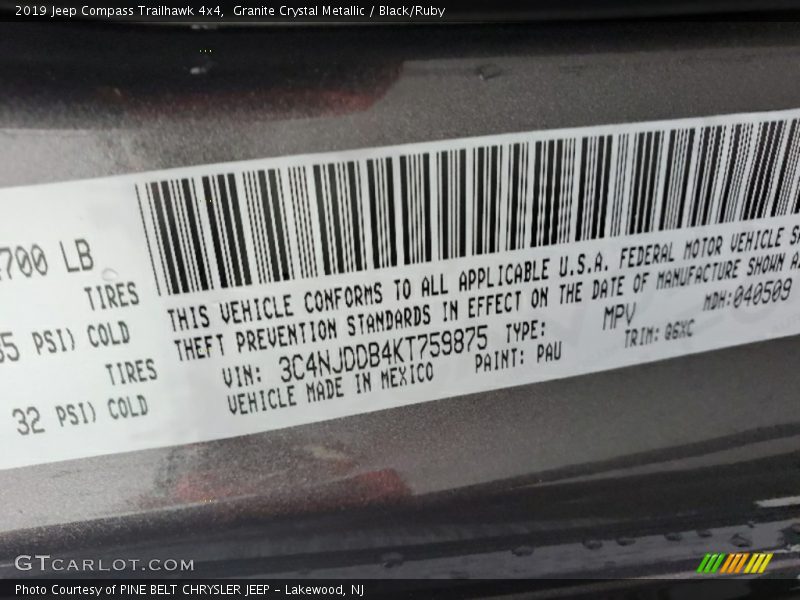 2019 Jeep Compass Trailhawk 4x4,  Granite Crystal Metallic / Black/Ruby
700 LB
TIRES
PSI) COLD
TIRES
32 PSI) COLD
THIS VEHICLE CONFORMS TO ALL APPLICABLE U.S.A. FEDERAL MOTOR VEHICLE
THEFT PREVENTION STANDARDS IN EFFECT ON THE DATE OF MANUFACTURE SHOWN
VIN: 3C4NJDDB4KT759875 TYPE: MPV MDH:040509
VEHICLE MADE IN MEXICO PAINT: PAU TRIM: Q6XC
GTCARLOT.COM
Photo Courtesy of PINE BELT CHRYSLER JEEP - Lakewood, NJ